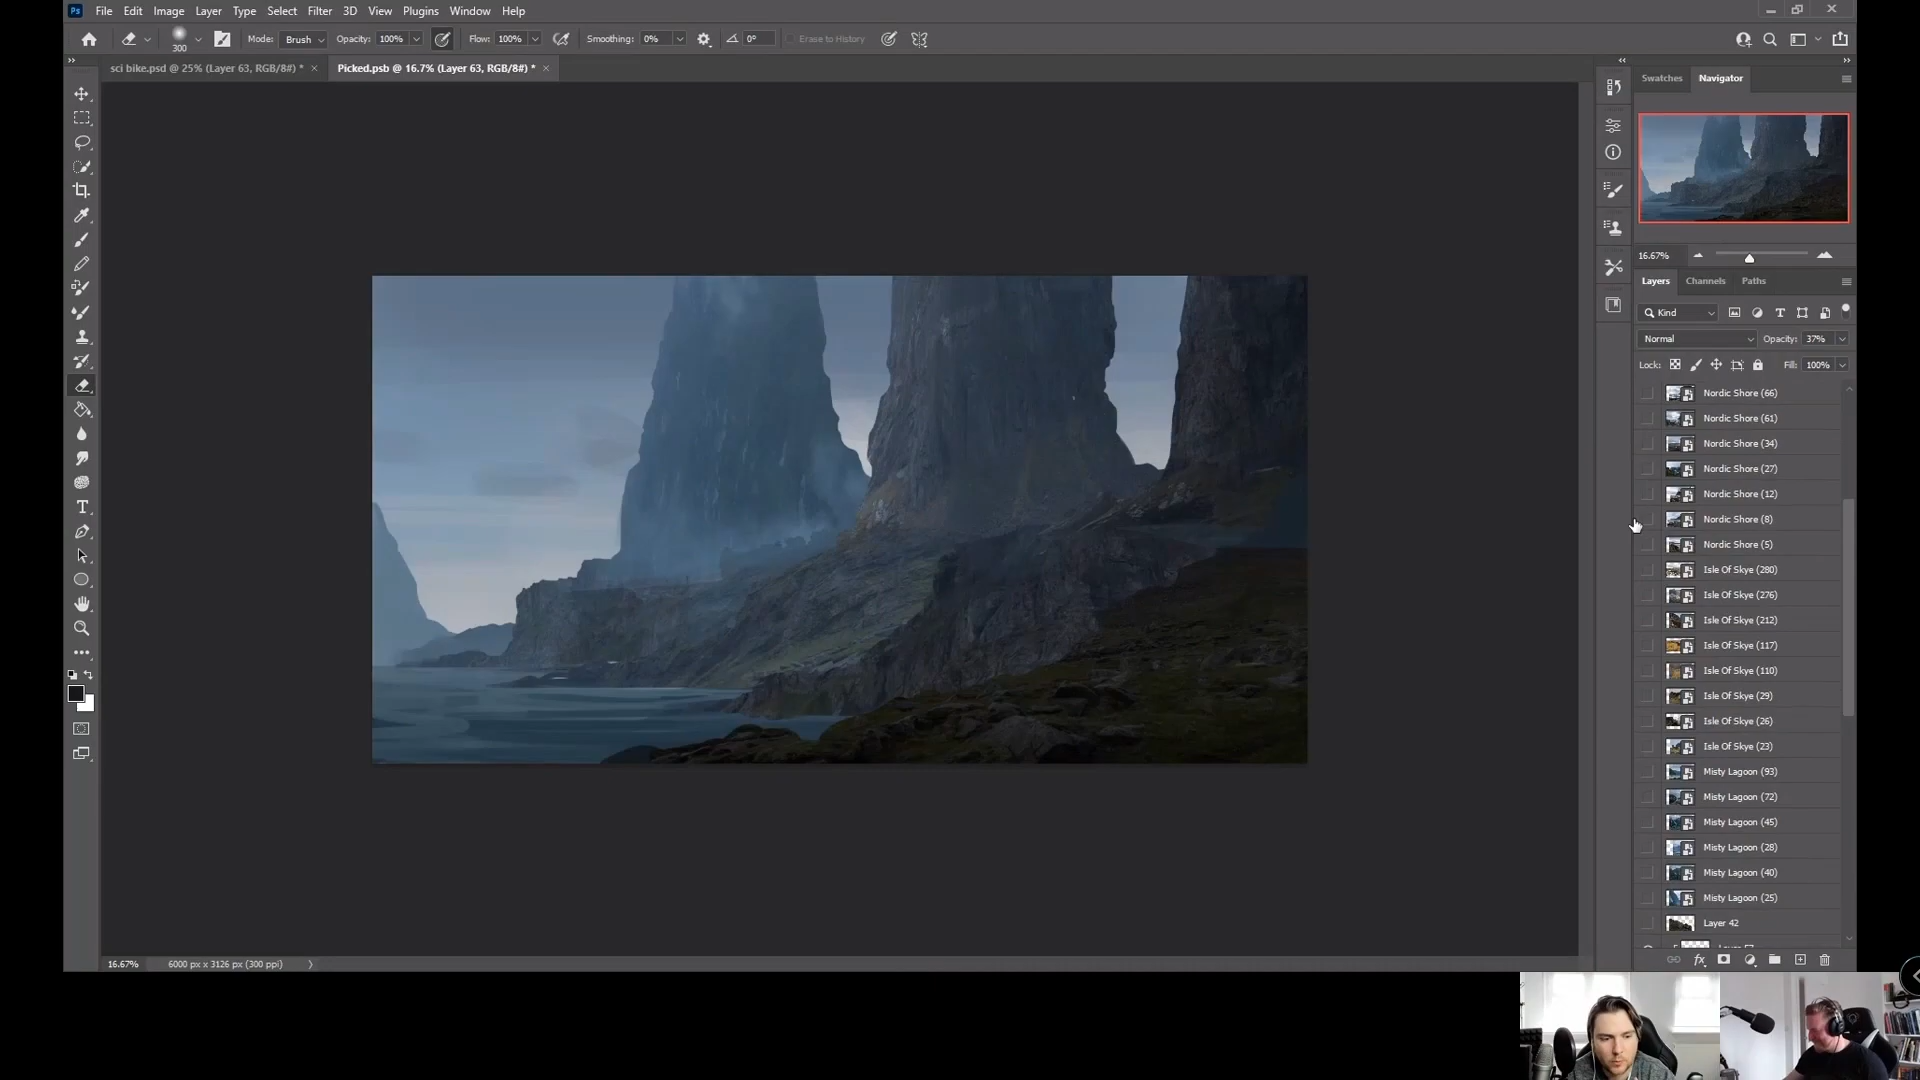 Ps File Edit Image Layer Type Select Filter 3D View Plugins Window Help
300 Mode: Brush Opacity: 100% Flow: 100% Smoothing: 0% 0° Erase to History
sci bike.psd @ 25% (Layer 63, RGB/8#) * Picked.psb @ 16.7% (Layer 63, RGB/8#) *
Swatches Navigator
16.67%
Layers Channels Paths
Kind
Normal Opacity: 37%
Lock: Fill: 100%
Nordic Shore (66)
Nordic Shore (61)
Nordic Shore (34)
Nordic Shore (27)
Nordic Shore (12)
Nordic Shore (8)
Nordic Shore (5)
Isle Of Skye (280)
Isle Of Skye (276)
Isle Of Skye (212)
Isle Of Skye (117)
Isle Of Skye (110)
Isle Of Skye (29)
Isle Of Skye (26)
Isle Of Skye (23)
Misty Lagoon (93)
Misty Lagoon (72)
Misty Lagoon (45)
Misty Lagoon (28)
Misty Lagoon (40)
Misty Lagoon (25)
Layer 42
fx
16.67% 6000 px x 3126 px (300 ppi)